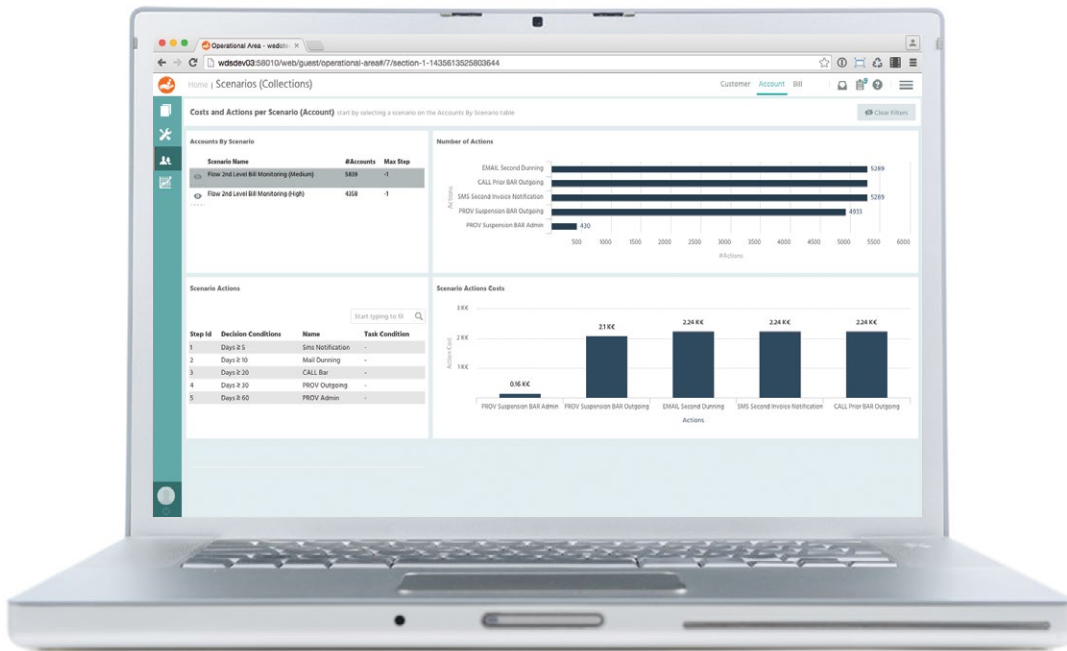 Operational Area - wedote
wdsdev03:58010/web/guest/operational-area#/7/section-1-1435613525803644
Home | Scenarios (Collections)
Customer Account Bill
Costs and Actions per Scenario (Account) start by selecting a scenario on the Accounts By Scenario table
Clear Filters
Accounts By Scenario
Scenario Name #Accounts Max Step
Flow 2nd Level Bill Monitoring (Medium) 5839 -1
Flow 2nd Level Bill Monitoring (High) 4358 -1
Number of Actions
Actions
EMAIL Second Dunning 5289
CALL Prior BAR Outgoing
SMS Second Invoice Notification 5289
PROV Suspension BAR Outgoing 4933
PROV Suspension BAR Admin 430
500 1000 1500 2000 2500 3000 3500 4000 4500 5000 5500 6000
#Actions
Scenario Actions
Start typing to fil
Step Id Decision Conditions Name Task Condition
1 Days ≥ 5 Sms Notification -
2 Days ≥ 10 Mail Dunning -
3 Days ≥ 20 CALL Bar -
4 Days ≥ 30 PROV Outgoing -
5 Days ≥ 60 PROV Admin -
Scenario Actions Costs
Action Cost
3 K€
2 K€
1 K€
0.16 K€ 2.1 K€ 2.24 K€ 2.24 K€ 2.24 K€
PROV Suspension BAR Admin PROV Suspension BAR Outgoing EMAIL Second Dunning SMS Second Invoice Notification CALL Prior BAR Outgoing
Actions